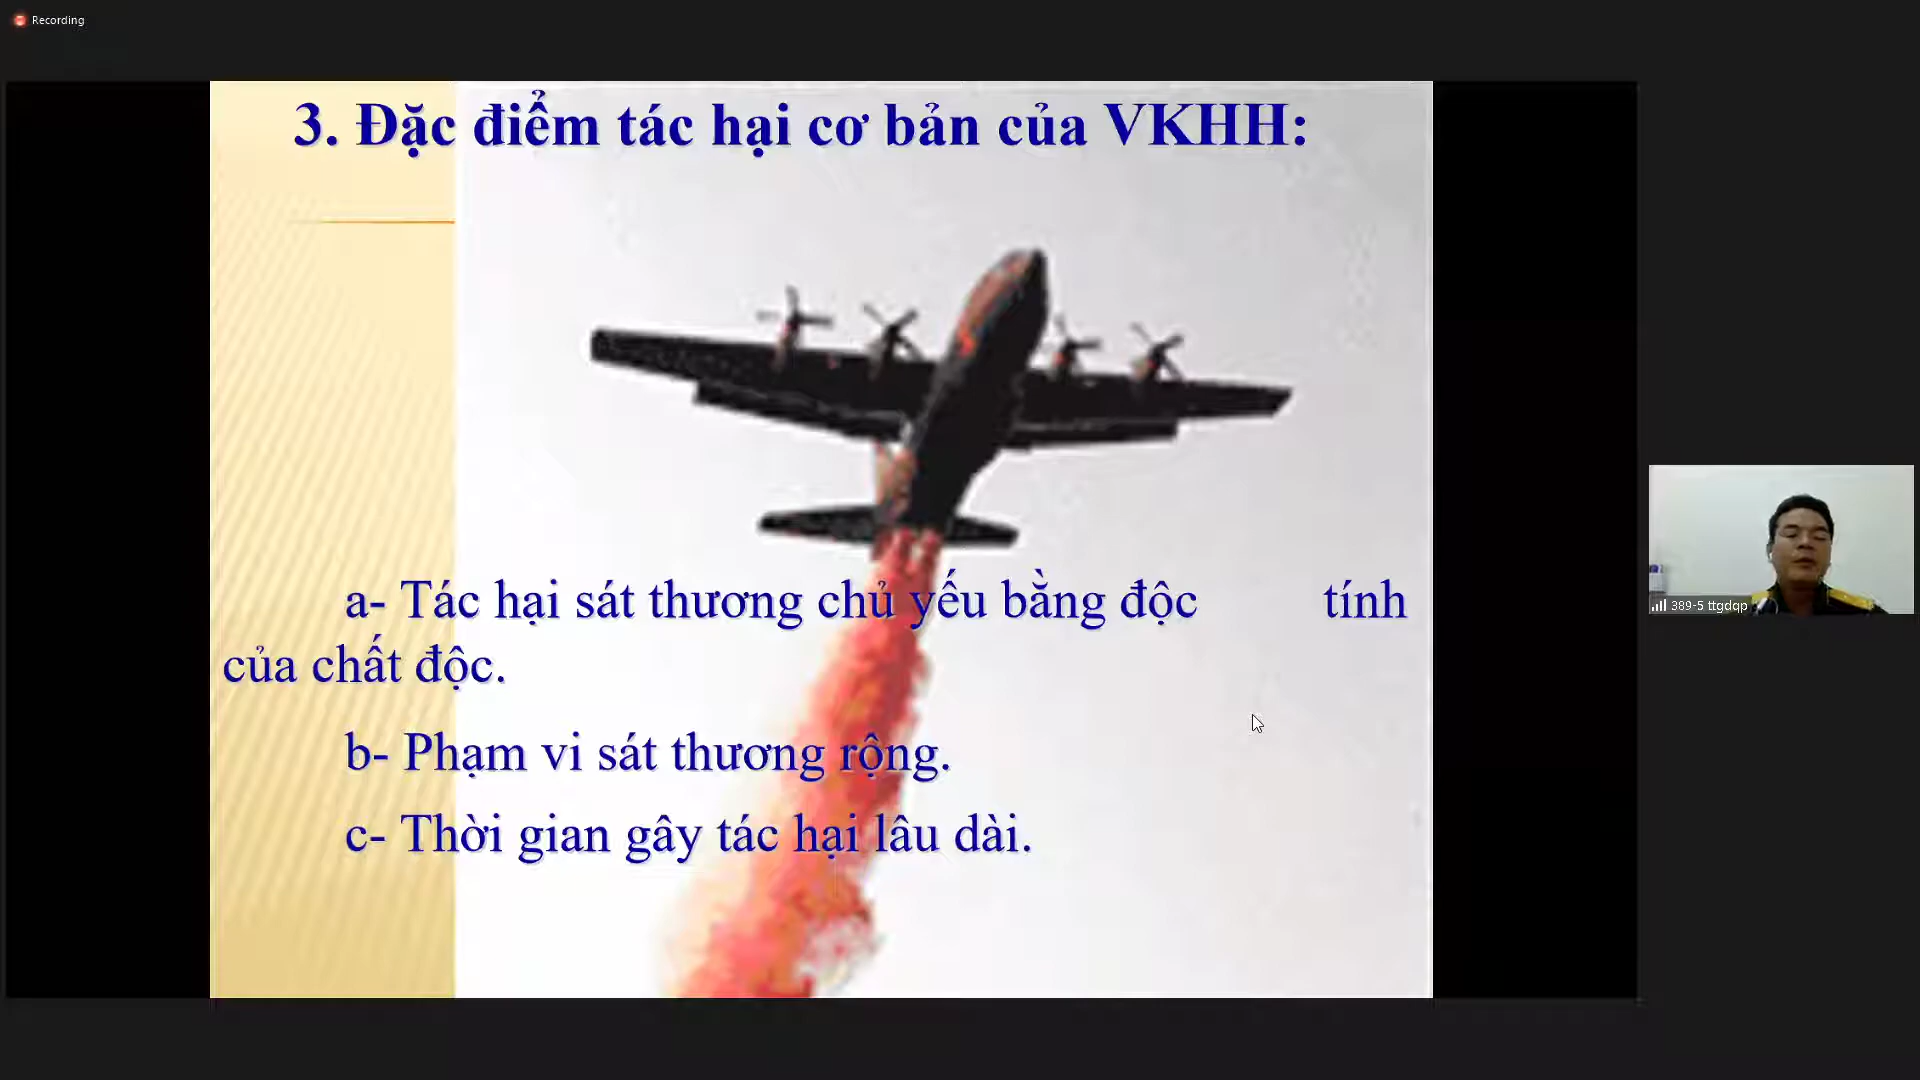 Recording
3. Đặc điểm tác hại cơ bản của VKHH:
a- Tác hại sát thương chủ yếu bằng độc tính
của chất độc.
b- Phạm vi sát thương rộng.
c- Thời gian gây tác hại lâu dài.
389-5 ttgdqp